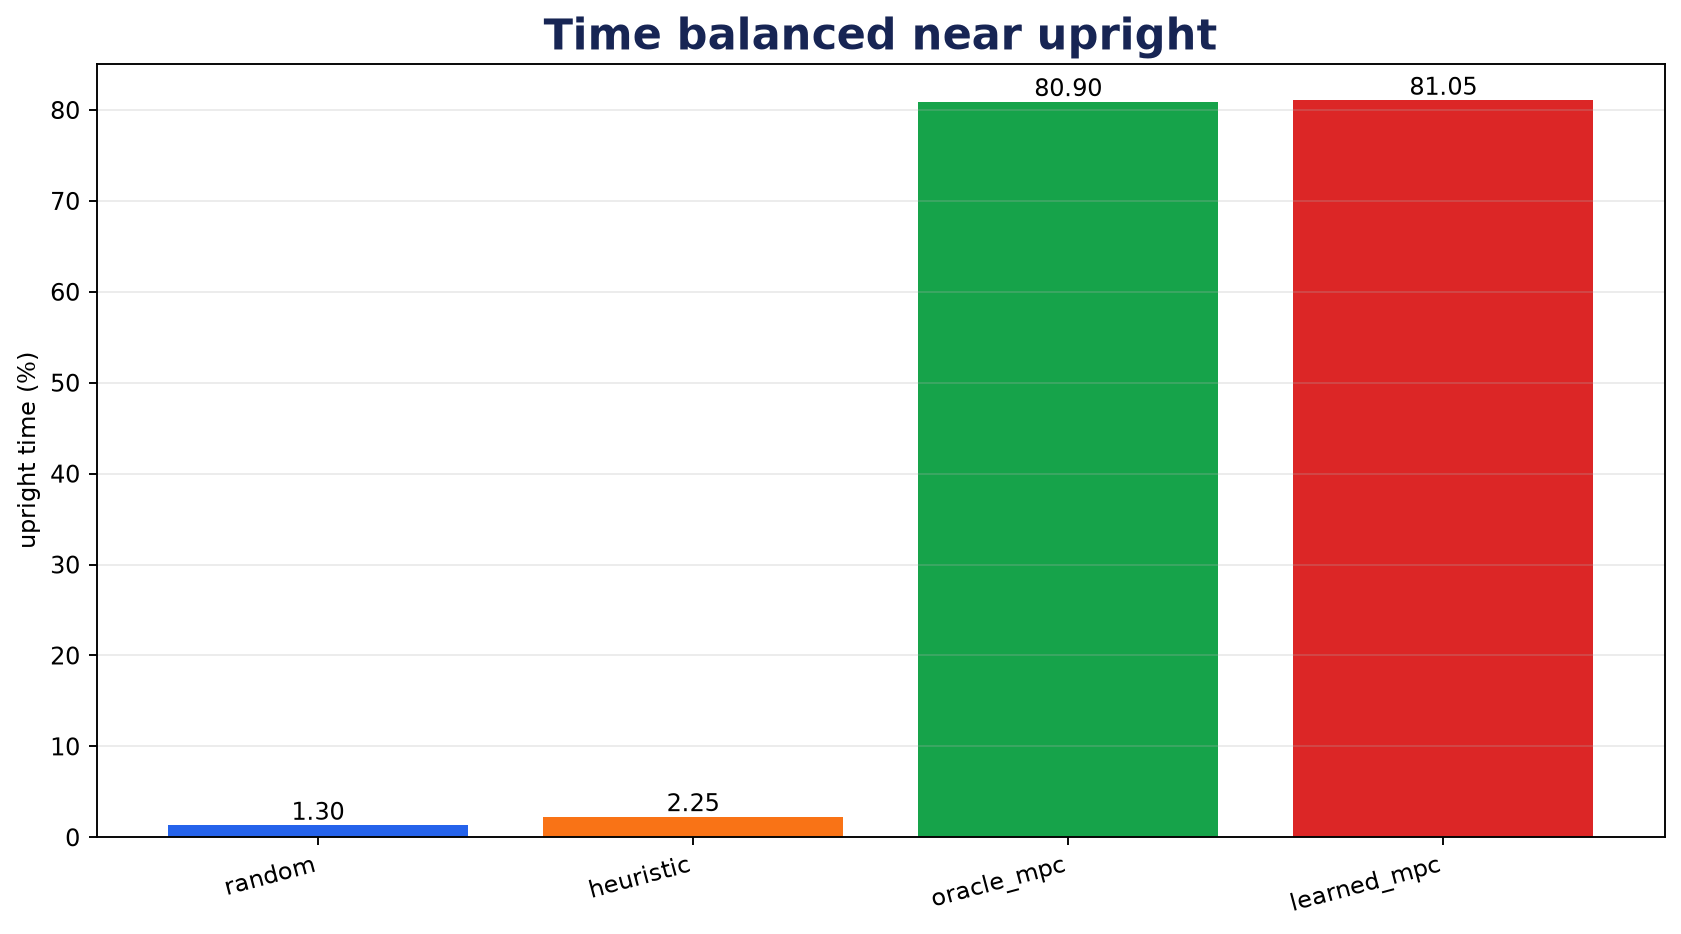 Time balanced near upright
80.90
81.05
80
70
60
50
40
30
20
10
0
upright time (%)
1.30
2.25
random
heuristic
oracle_mpc
learned_mpc